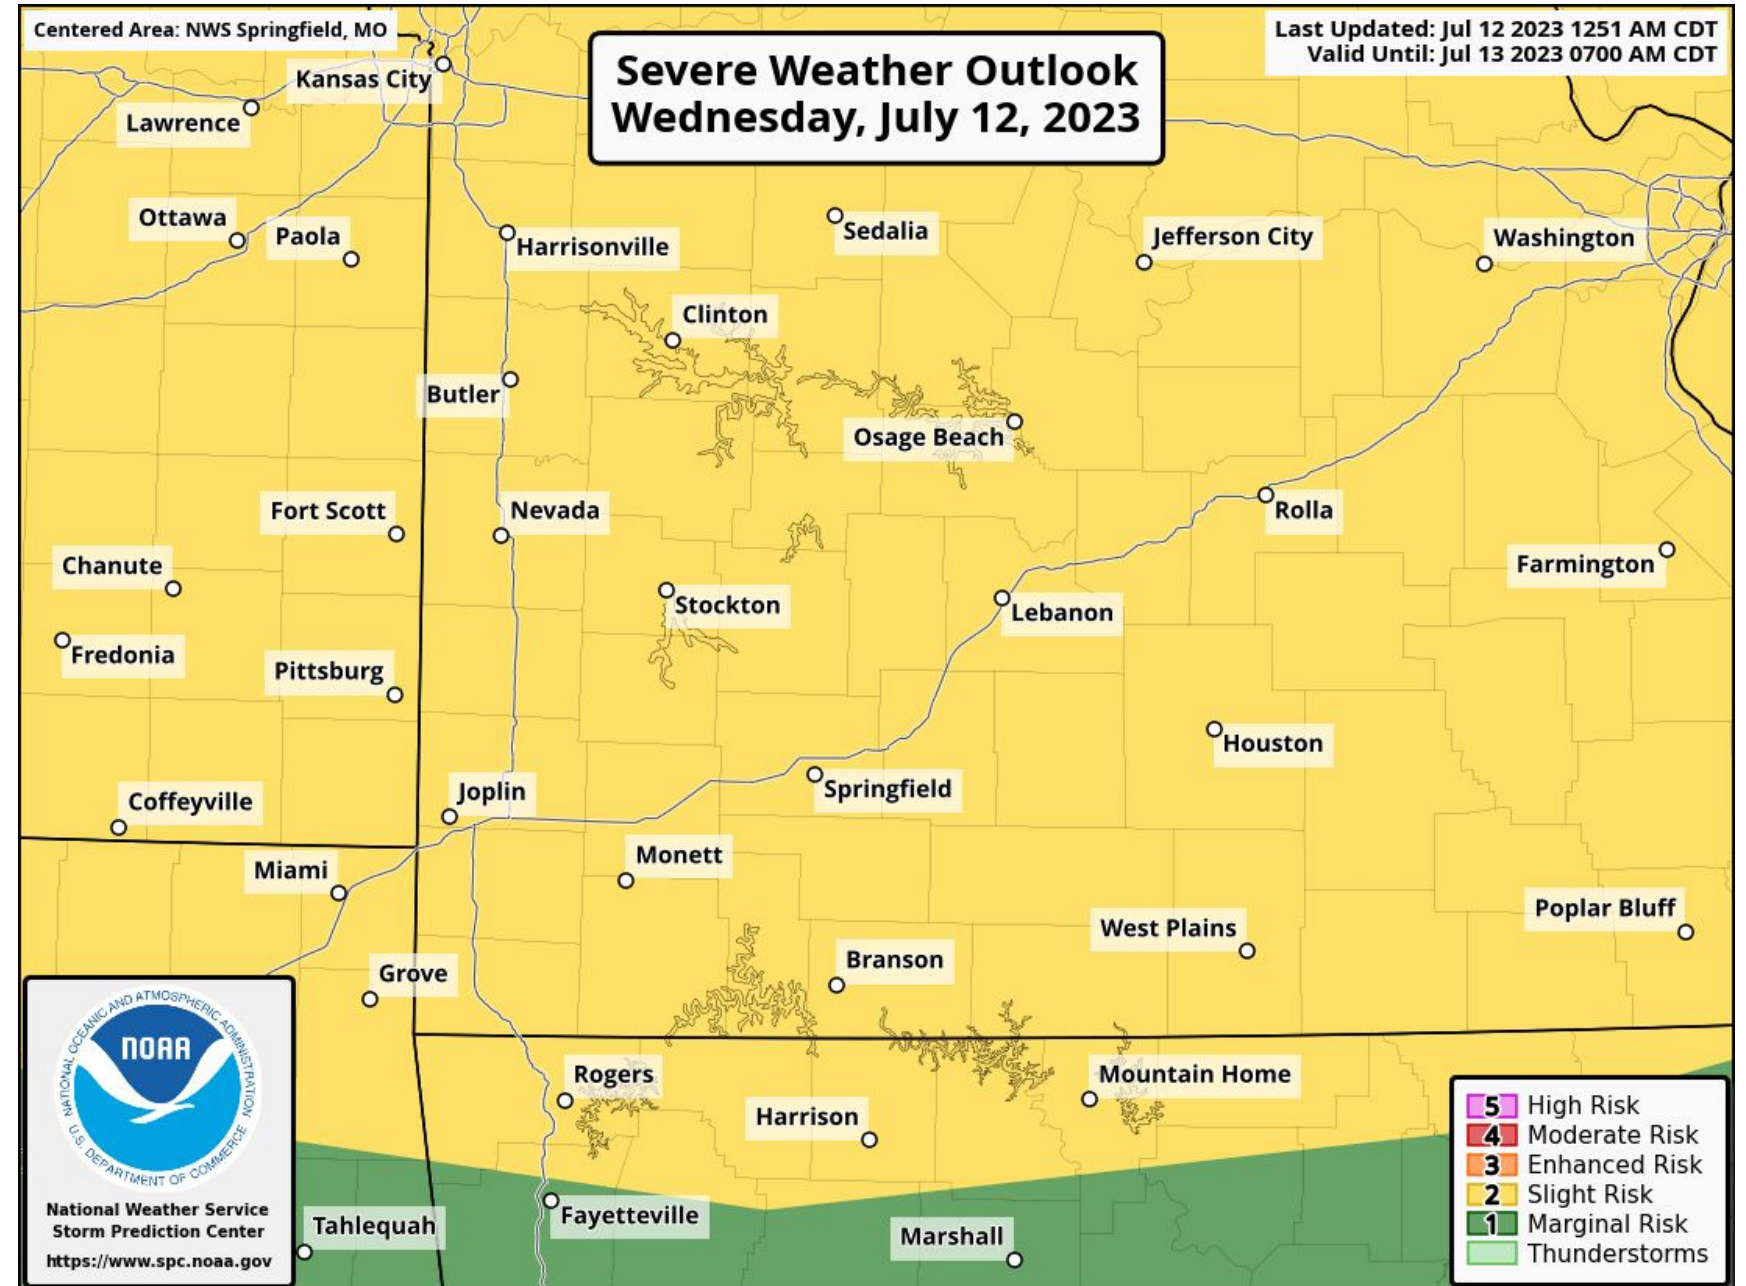 Centered Area: NWS Springfield, MO
Last Updated: Jul 12 2023 1251 AM CDT
Valid Until: Jul 13 2023 0700 AM CDT
Severe Weather Outlook
Wednesday, July 12, 2023
Kansas City
Lawrence
Ottawa
Paola
Harrisonville
Sedalia
Jefferson City
Washington
Clinton
Butler
Osage Beach
Fort Scott
Nevada
Rolla
Chanute
Farmington
Stockton
Lebanon
Fredonia
Pittsburg
Houston
Coffeyville
Joplin
Springfield
Miami
Monett
Poplar Bluff
West Plains
Branson
Grove
Rogers
Mountain Home
Harrison
Fayetteville
Tahlequah
Marshall
NATIONAL OCEANIC AND ATMOSPHERIC ADMINISTRATION
NOAA
U.S. DEPARTMENT OF COMMERCE
National Weather Service
Storm Prediction Center
https://www.spc.noaa.gov
5 High Risk
4 Moderate Risk
3 Enhanced Risk
2 Slight Risk
1 Marginal Risk
Thunderstorms